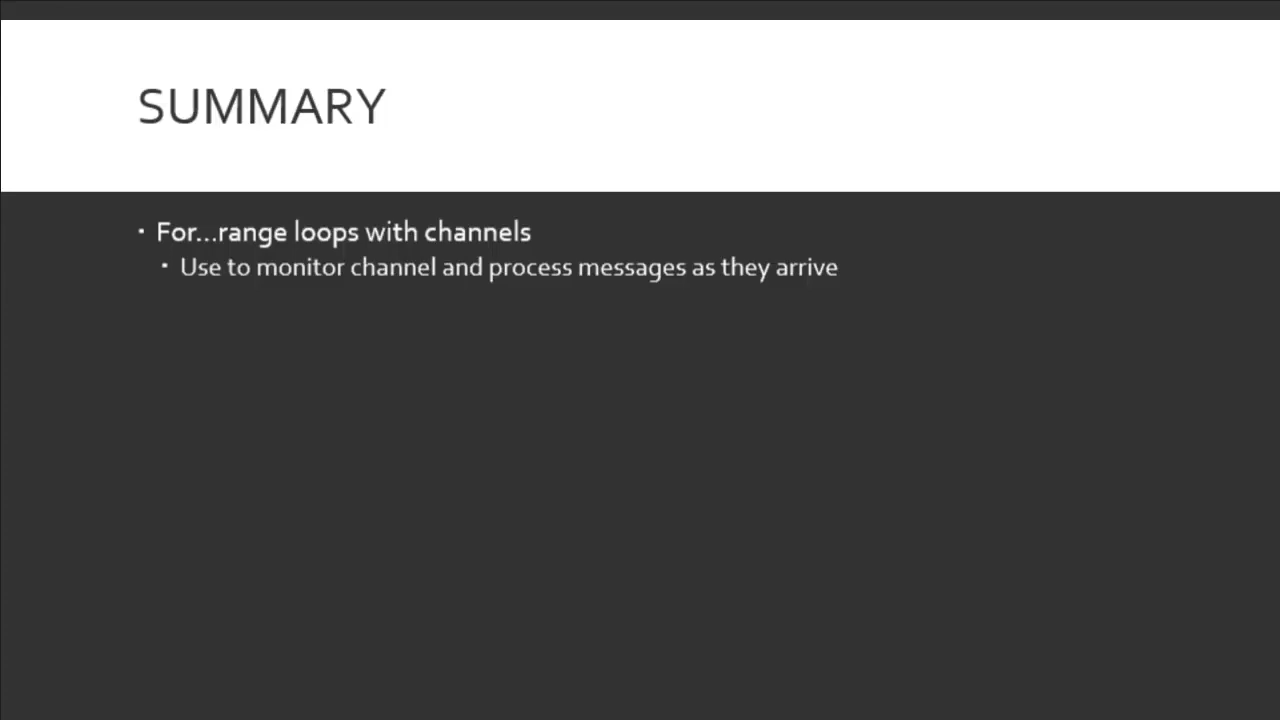 SUMMARY
▪ For...range loops with channels
▪ Use to monitor channel and process messages as they arrive